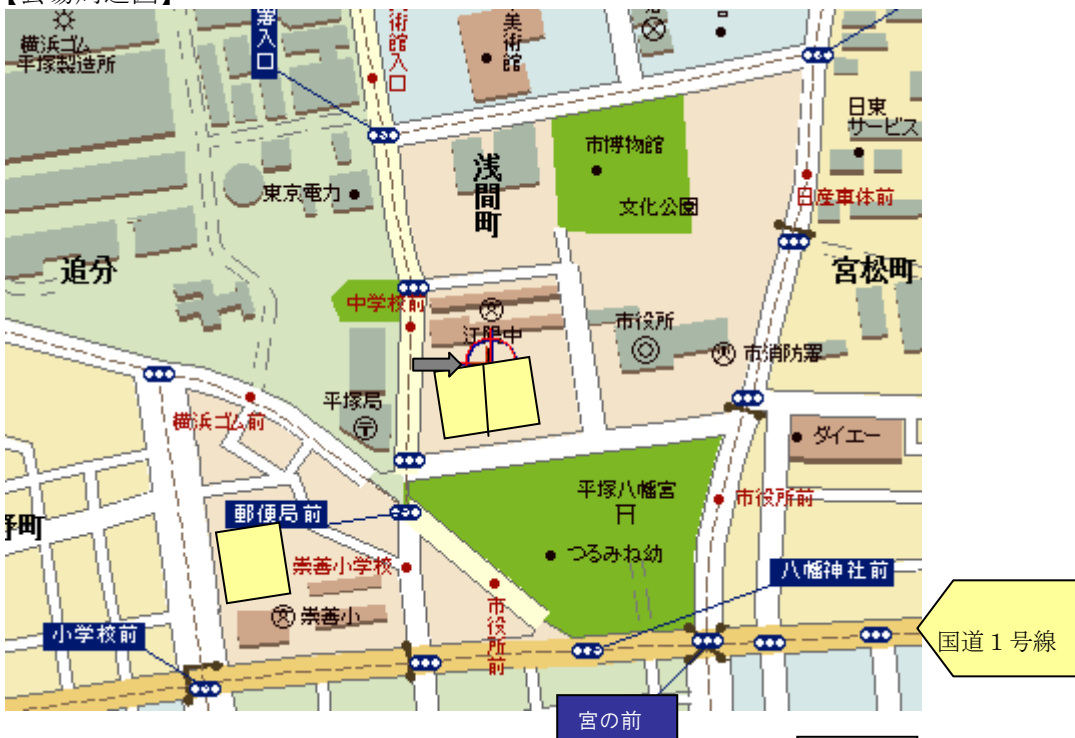 横浜ゴム
平塚製造所
入口
術館入口
美術館
市博物館
文化公園
日東
サービス
日産車体前
浅間町
東京電力
追分
宮松町
中学校前
江陽中
市役所
市消防署
平塚局
横浜ゴム前
ダイエー
郵便局前
平塚八幡宮
市役所前
つるみね幼
崇善小学校
八幡神社前
崇善小
小学校前
市役所前
国道1号線
宮の前